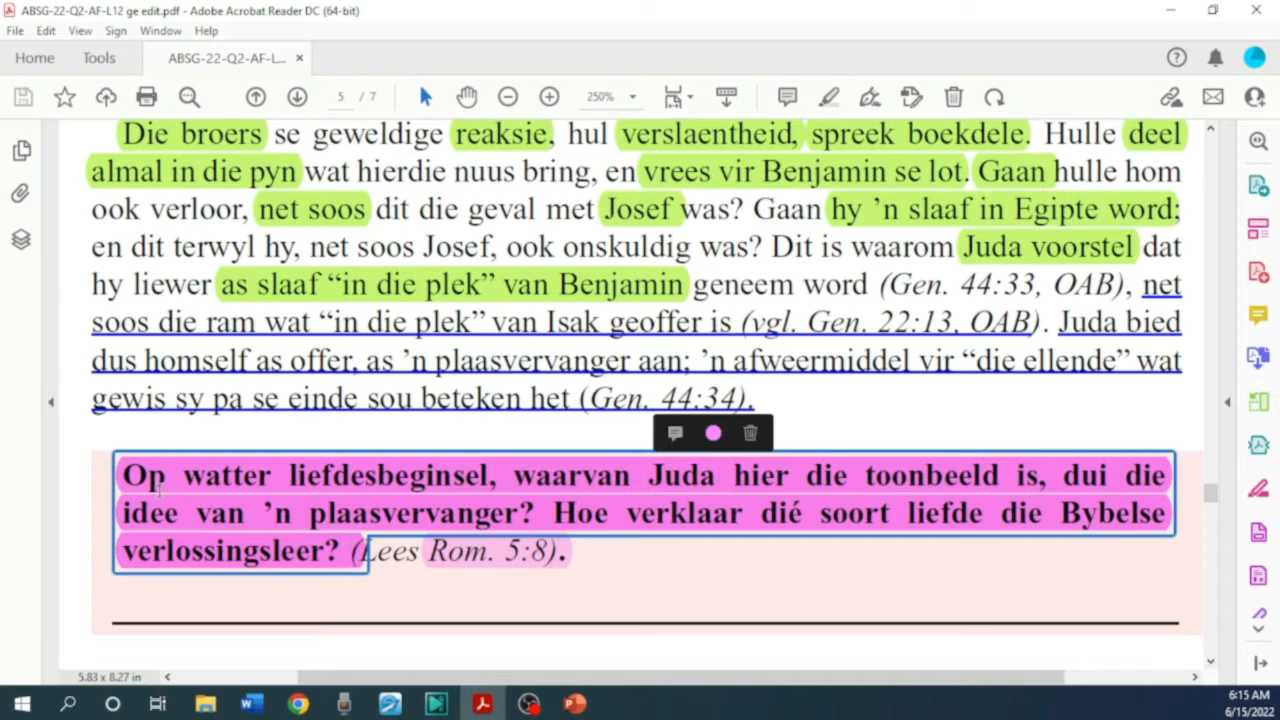 ABSG-22-Q2-AF-L12 ge edit.pdf - Adobe Acrobat Reader DC (64-bit)
File Edit View Sign Window Help
Home Tools ABSG-22-Q2-AF-L... ×
5 / 7 250%
Die broers se geweldige reaksie, hul verslaentheid, spreek boekdele. Hulle deel
almal in die pyn wat hierdie nuus bring, en vrees vir Benjamin se lot. Gaan hulle hom
ook verloor, net soos dit die geval met Josef was? Gaan hy ’n slaaf in Egipte word;
en dit terwyl hy, net soos Josef, ook onskuldig was? Dit is waarom Juda voorstel dat
hy liewer as slaaf “in die plek” van Benjamin geneem word (Gen. 44:33, OAB), net
soos die ram wat “in die plek” van Isak geoffer is (vgl. Gen. 22:13, OAB). Juda bied
dus homself as offer, as ’n plaasvervanger aan; ’n afweermiddel vir “die ellende” wat
gewis sy pa se einde sou beteken het (Gen. 44:34).
Op watter liefdesbeginsel, waarvan Juda hier die toonbeeld is, dui die
idee van ’n plaasvervanger? Hoe verklaar dié soort liefde die Bybelse
verlossingsleer? (Lees Rom. 5:8).
5.83 x 8.27 in
6:15 AM
6/15/2022